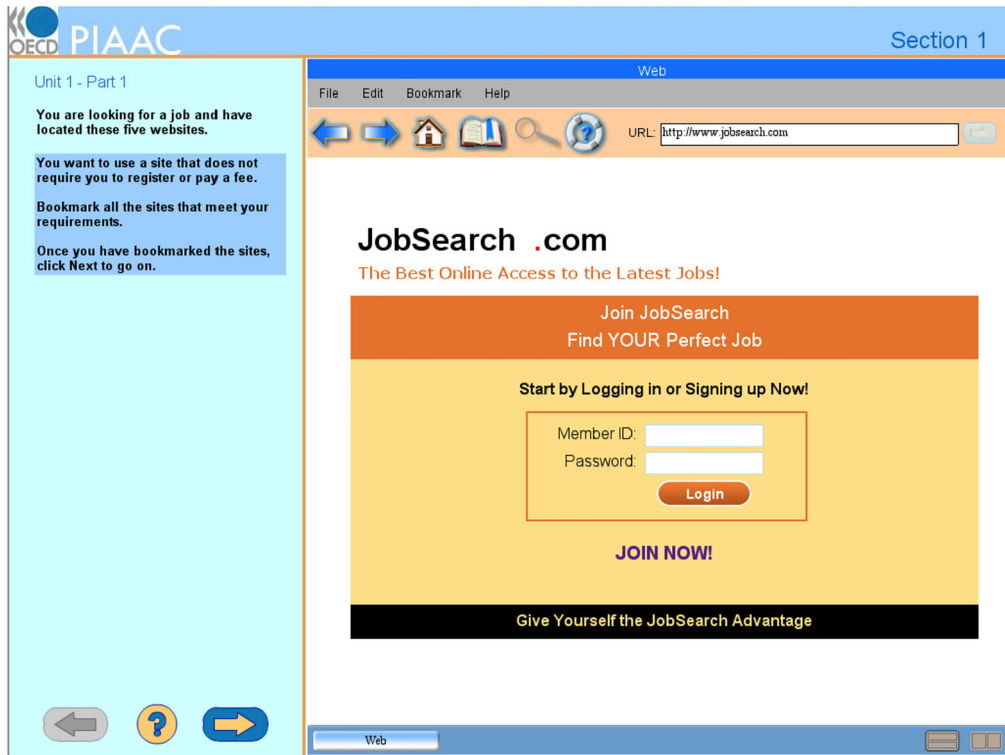 OECD PIAAC
Section 1
Unit 1 - Part 1
You are looking for a job and have
located these five websites.
You want to use a site that does not
require you to register or pay a fee.
Bookmark all the sites that meet your
requirements.
Once you have bookmarked the sites,
click Next to go on.
Web
File Edit Bookmark Help
URL: http://www.jobsearch.com
JobSearch .com
The Best Online Access to the Latest Jobs!
Join JobSearch
Find YOUR Perfect Job
Start by Logging in or Signing up Now!
Member ID:
Password:
Login
JOIN NOW!
Give Yourself the JobSearch Advantage
Web